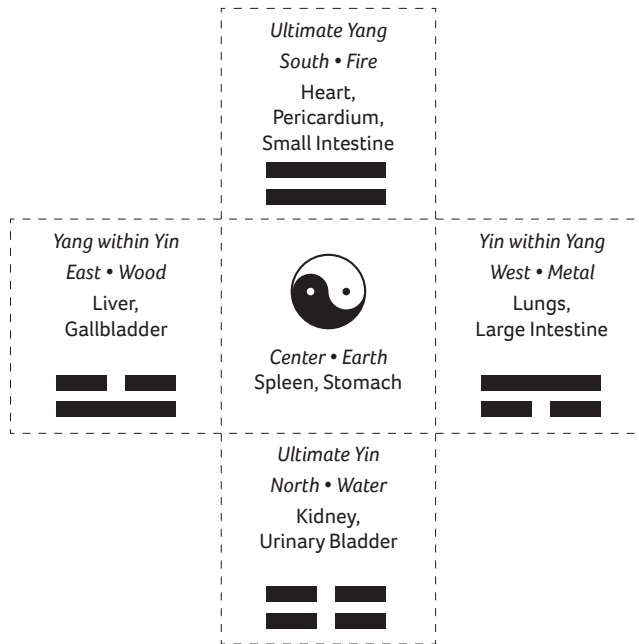 Ultimate Yang
South • Fire
Heart,
Pericardium,
Small Intestine
Yang within Yin
East • Wood
Liver,
Gallbladder
Center • Earth
Spleen, Stomach
Yin within Yang
West • Metal
Lungs,
Large Intestine
Ultimate Yin
North • Water
Kidney,
Urinary Bladder